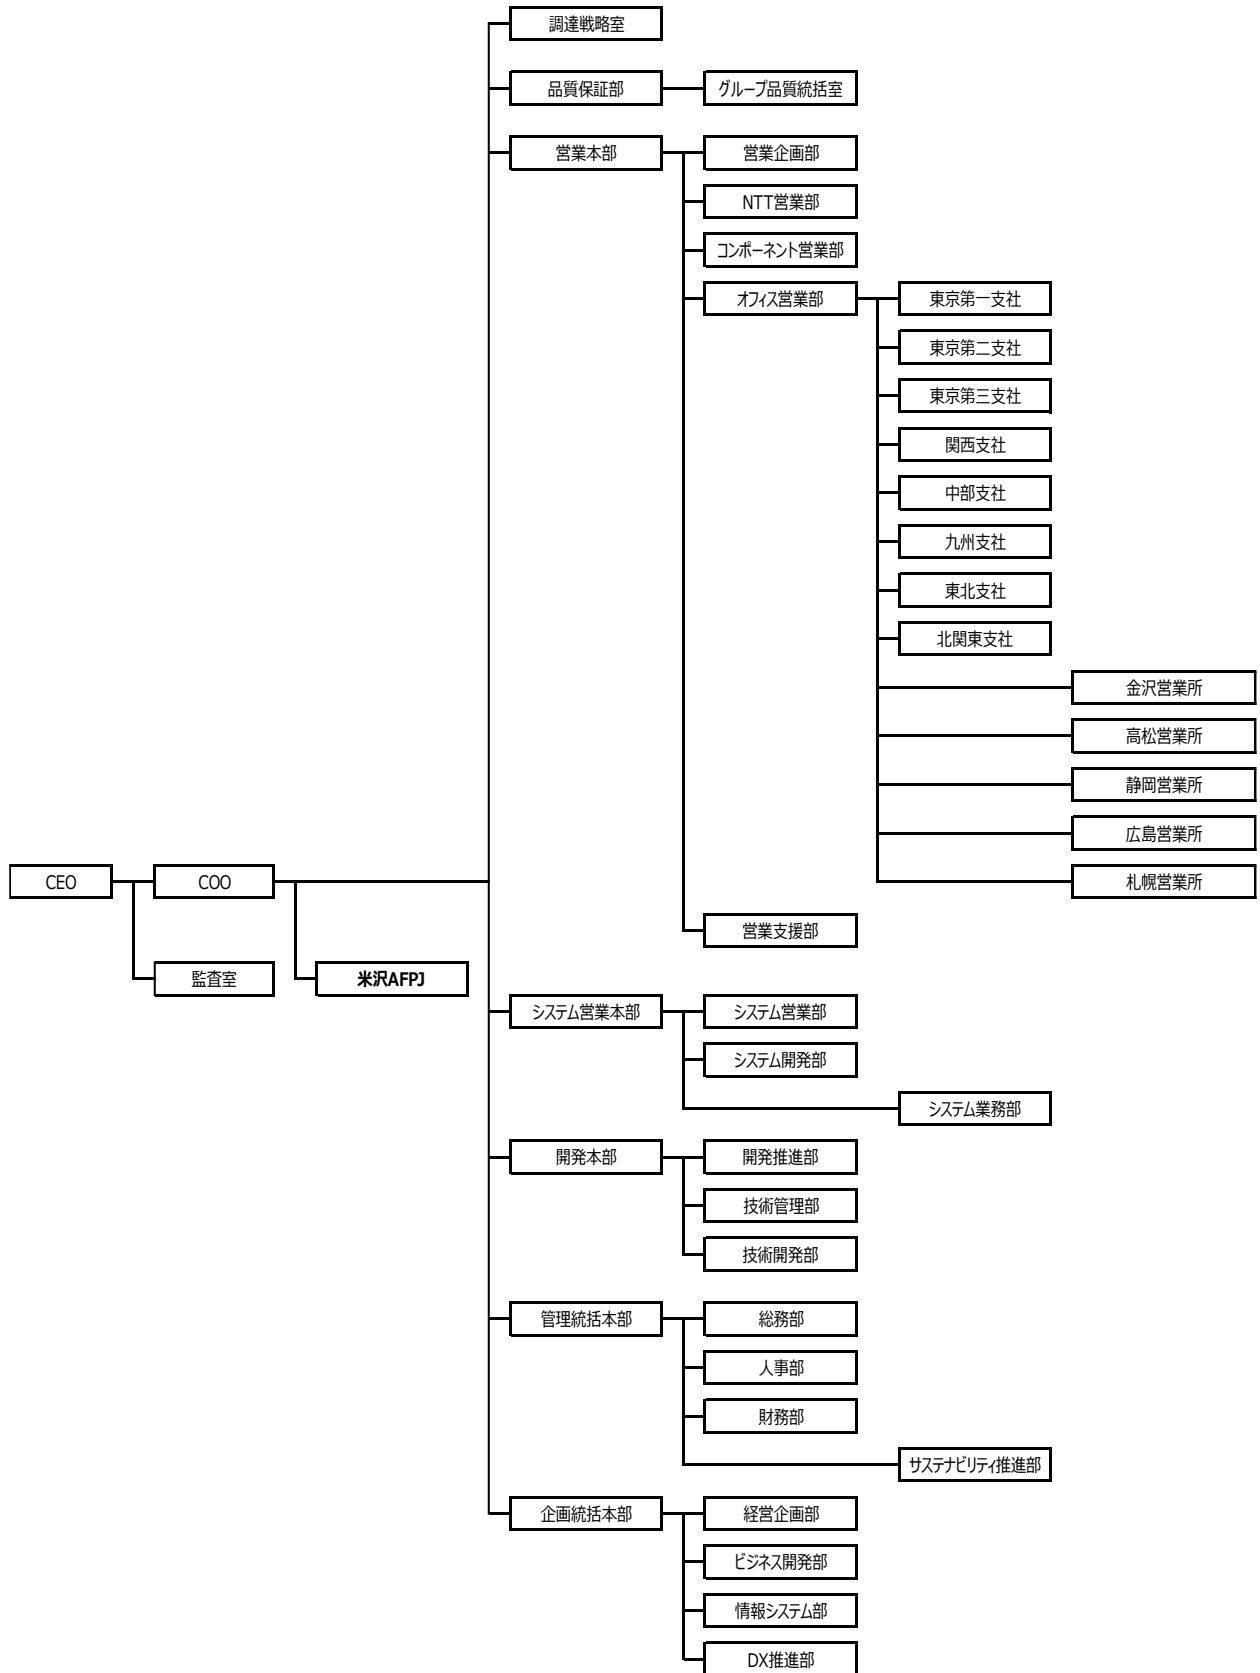 調達戦略室
品質保証部
グループ品質統括室
営業本部
営業企画部
NTT営業部
コンポーネント営業部
オフィス営業部
東京第一支社
東京第二支社
東京第三支社
関西支社
中部支社
九州支社
東北支社
北関東支社
金沢営業所
高松営業所
静岡営業所
広島営業所
CEO
COO
札幌営業所
営業支援部
監査室
米沢AFPJ
システム営業本部
システム営業部
システム開発部
システム業務部
開発本部
開発推進部
技術管理部
技術開発部
管理統括本部
総務部
人事部
財務部
サステナビリティ推進部
企画統括本部
経営企画部
ビジネス開発部
情報システム部
DX推進部